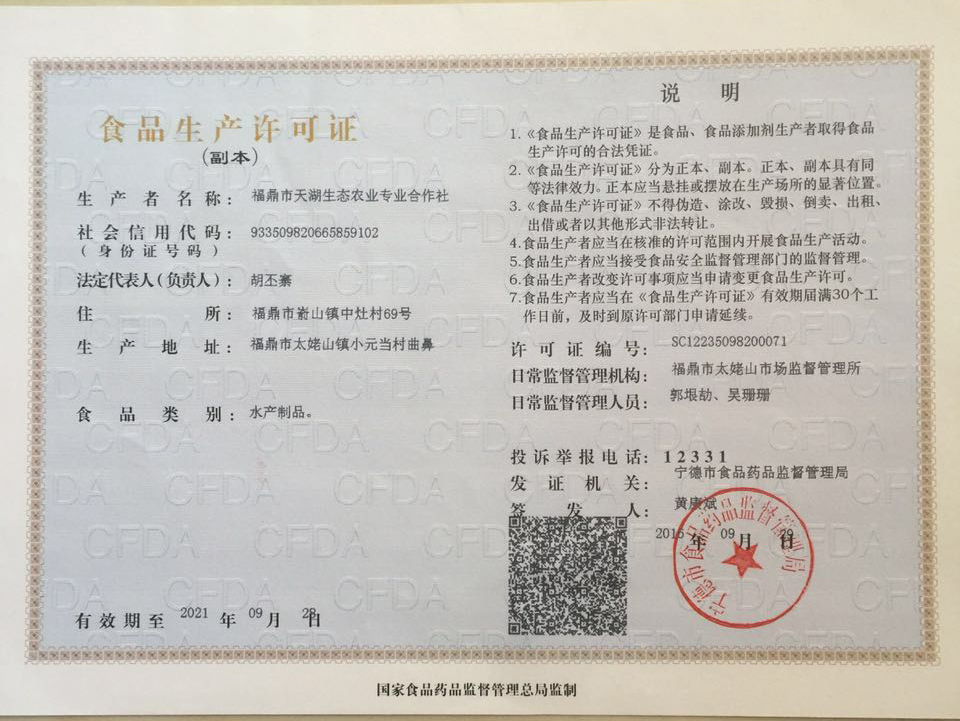 食品生产许可证
(副本)
生产者名称： 福鼎市天湖生态农业专业合作社
社会信用代码： 933509820665859102
(身份证号码)
法定代表人(负责人)： 胡丕寨
住所： 福鼎市嵛山镇中灶村69号
生产地址： 福鼎市太姥山镇小元当村曲鼻
食品类别： 水产制品。
有效期至 2021 年 09 月 28 日
说 明
1.《食品生产许可证》是食品、食品添加剂生产者取得食品
生产许可的合法凭证。
2.《食品生产许可证》分为正本、副本。正本、副本具有同
等法律效力。正本应当悬挂或摆放在生产场所的显著位置。
3.《食品生产许可证》不得伪造、涂改、毁损、倒卖、出租、
出借或者以其他形式非法转让。
4.食品生产者应当在核准的许可范围内开展食品生产活动。
5.食品生产者应当接受食品安全监督管理部门的监督管理。
6.食品生产者改变许可事项应当申请变更食品生产许可。
7.食品生产者应当在《食品生产许可证》有效期届满30个工
作日前，及时到原许可部门申请延续。
许可证编号： SC12235098200071
日常监督管理机构： 福鼎市太姥山市场监督管理所
日常监督管理人员： 郭垠劼、吴珊珊
投诉举报电话：12331
发证机关： 宁德市食品药品监督管理局
签发人： 黄庚斌
年 09 月 日
宁德市食品药品监督管理局
国家食品药品监督管理总局监制